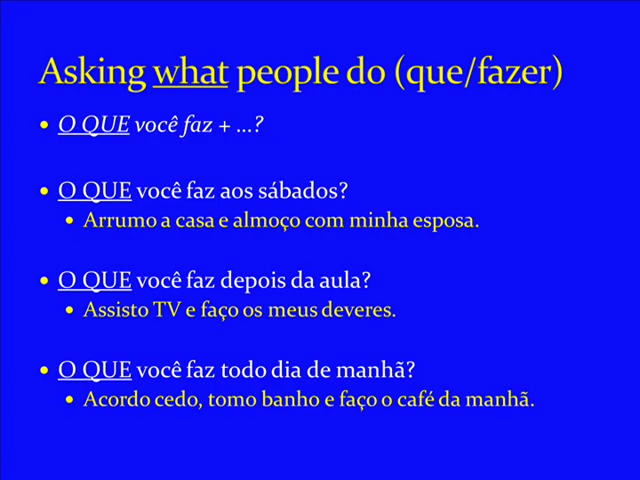 Asking what people do (que/fazer)
• O QUE você faz + ...?
• O QUE você faz aos sábados?
• Arrumo a casa e almoço com minha esposa.
• O QUE você faz depois da aula?
• Assisto TV e faço os meus deveres.
• O QUE você faz todo dia de manhã?
• Acordo cedo, tomo banho e faço o café da manhã.